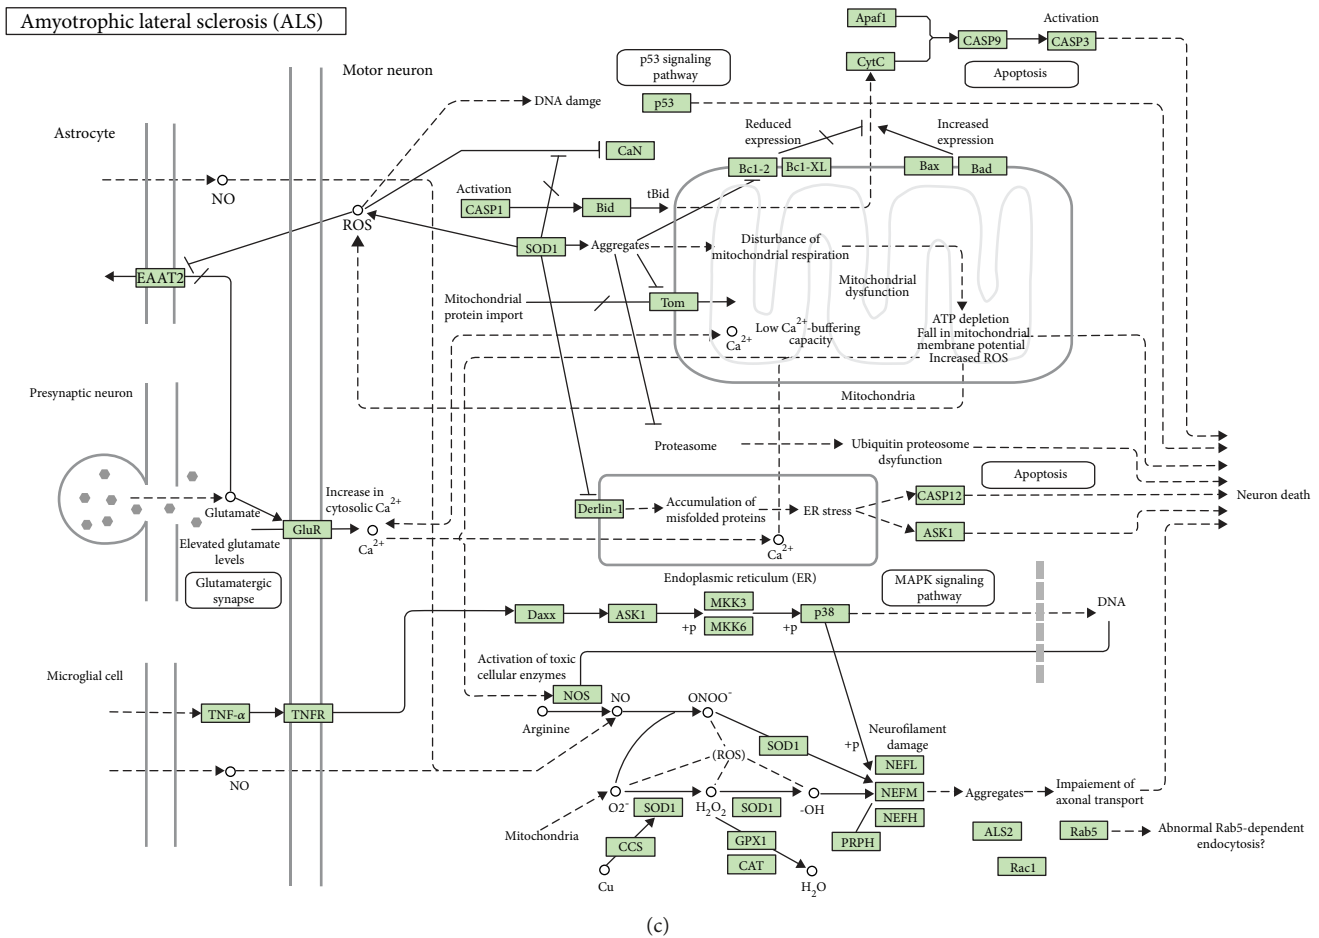 Amyotrophic lateral sclerosis (ALS)
Motor neuron
Astrocyte
NO
ROS
EAAT2
DNA damge
p53 signaling
pathway
p53
CaN
Activation
CASP1
Bid
tBid
SOD1
Aggregates
Apaf1
CytC
CASP9
Activation
CASP3
Apoptosis
Reduced
expression
Increased
expression
Bc1-2
Bc1-XL
Bax
Bad
Disturbance of
mitochondrial respiration
Mitochondrial
dysfunction
Mitochondrial
protein import
Tom
Ca2+
Low Ca2+-buffering
capacity
ATP depletion
Fall in mitochondrial
membrane potential
Increased ROS
Mitochondria
Presynaptic neuron
Glutamate
Elevated glutamate
levels
Glutamatergic
synapse
GluR
Increase in
cytosolic Ca2+
Ca2+
Proteasome
Ubiquitin proteosome
dsyfunction
Derlin-1
Accumulation of
misfolded proteins
ER stress
Ca2+
CASP12
ASK1
Apoptosis
Neuron death
Endoplasmic reticulum (ER)
MAPK signaling
pathway
Daxx
ASK1
+p
MKK3
MKK6
+p
p38
DNA
Microglial cell
TNF-α
TNFR
NO
Activation of toxic
cellular enzymes
NOS
NO
Arginine
ONOO-
(ROS)
SOD1
+p
Neurofilament
damage
NEFL
NEFM
NEFH
PRPH
O2-
SOD1
H2O2
SOD1
-OH
Mitochondria
CCS
Cu
GPX1
CAT
H2O
Aggregates
Impaiement of
axonal transport
ALS2
Rab5
Rac1
Abnormal Rab5-dependent
endocytosis?
(c)